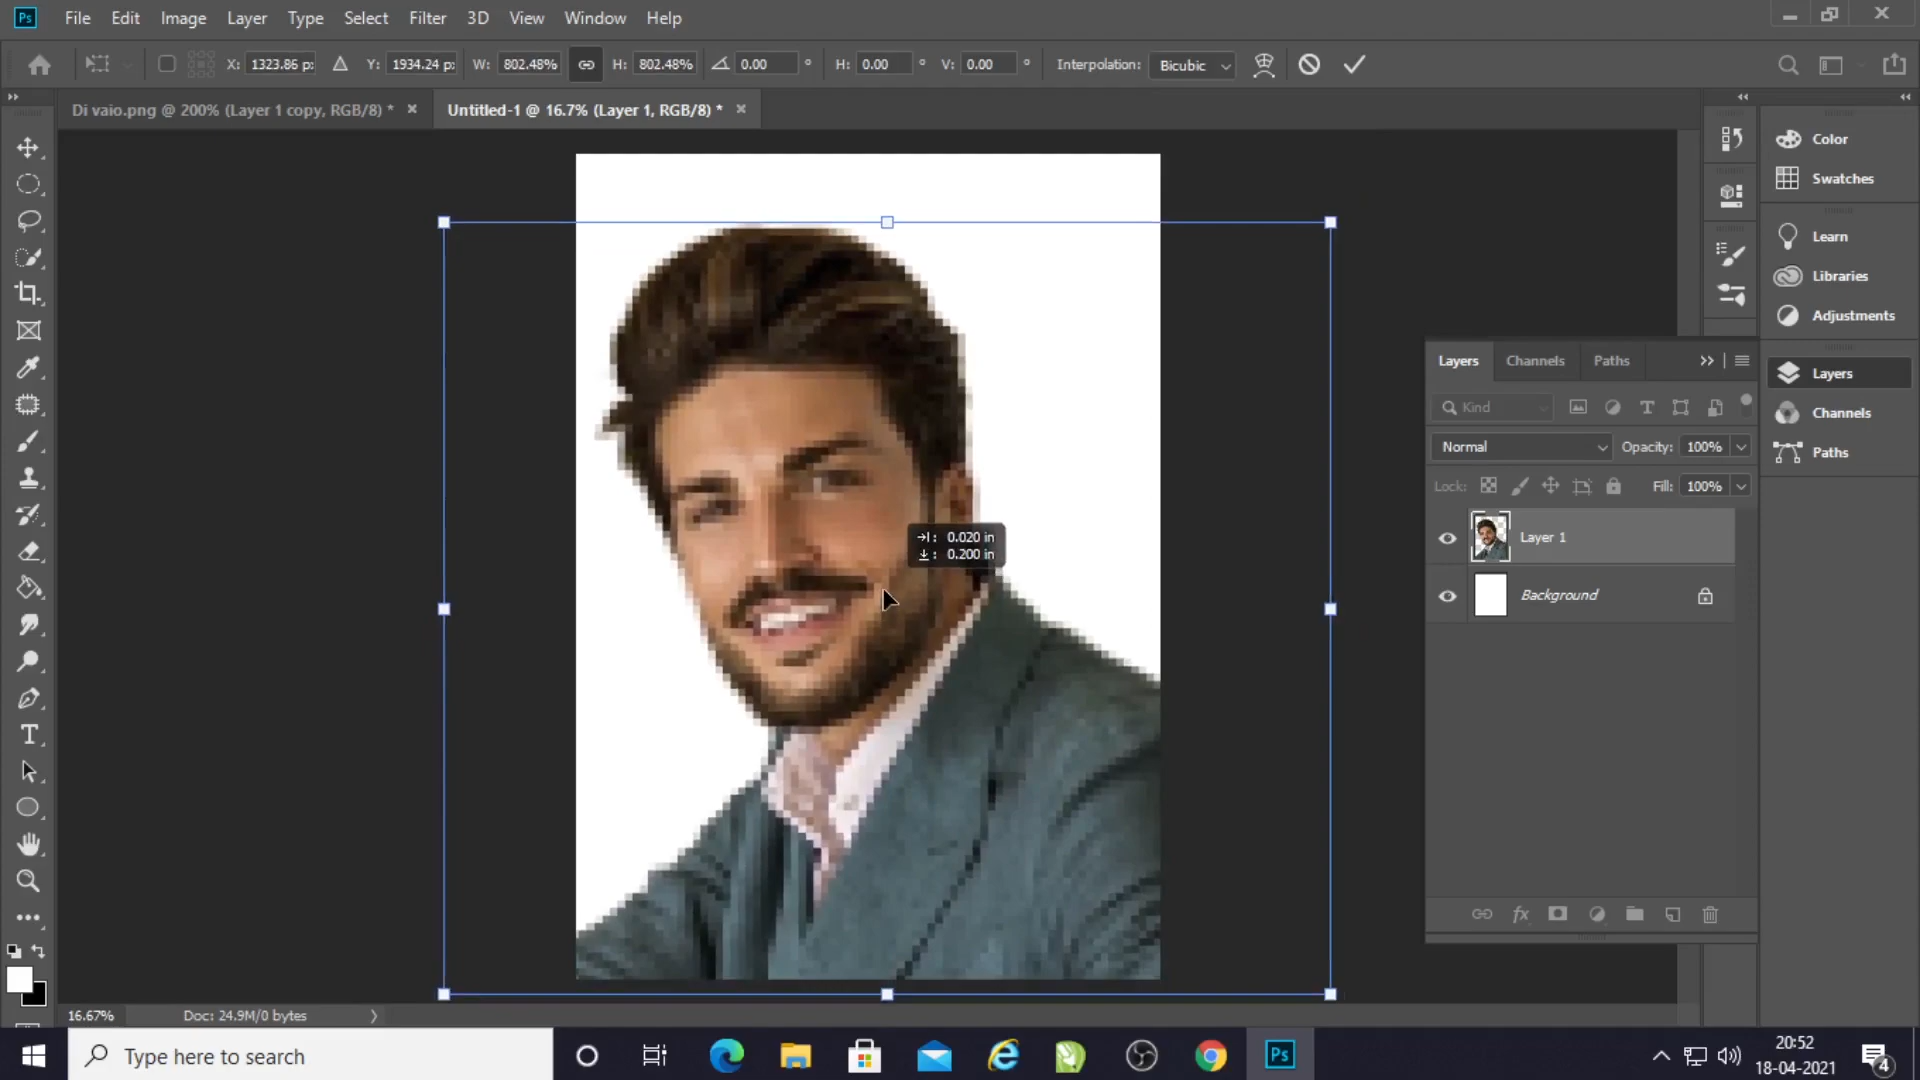 Ps File Edit Image Layer Type Select Filter 3D View Window Help
X: 1323.86 p: Y: 1934.24 p: W: 802.48% H: 802.48% 0.00 ° H: 0.00 ° V: 0.00 ° Interpolation: Bicubic
Di vaio.png @ 200% (Layer 1 copy, RGB/8) * × Untitled-1 @ 16.7% (Layer 1, RGB/8) * ×
Color
Swatches
Learn
Libraries
Adjustments
Layers
Channels
Paths
Layers Channels Paths
Kind
Normal Opacity: 100%
Lock: Fill: 100%
Layer 1
Background
fx
: 0.020 in
: 0.200 in
16.67% Doc: 24.9M/0 bytes
Type here to search
Ps
20:52
18-04-2021
4